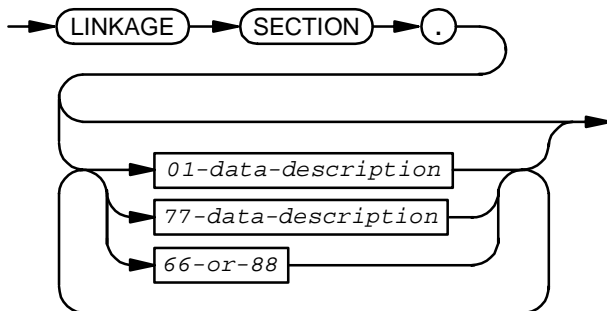 LINKAGE SECTION .
01-data-description
77-data-description
66-or-88